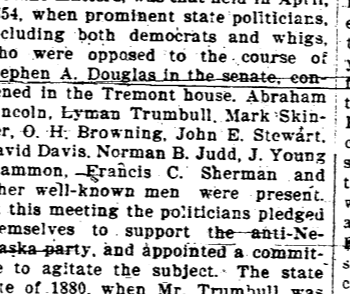 54, when prominent state politicians,
cluding both democrats and whigs,
ho were opposed to the course of
ephen A. Douglas in the senate, con-
ened in the Tremont house. Abraham
ncoln, Lyman Trumbull, Mark Skin-
er, O. H. Browning, John E. Stewart,
avid Davis, Norman B. Judd, J. Young
ammon, Francis C. Sherman and
her well-known men were present.
this meeting the politicians pledged
emselves to support the anti-Ne-
aska party, and appointed a commit-
e to agitate the subject. The state
of 1880, when Mr. Trumbull was